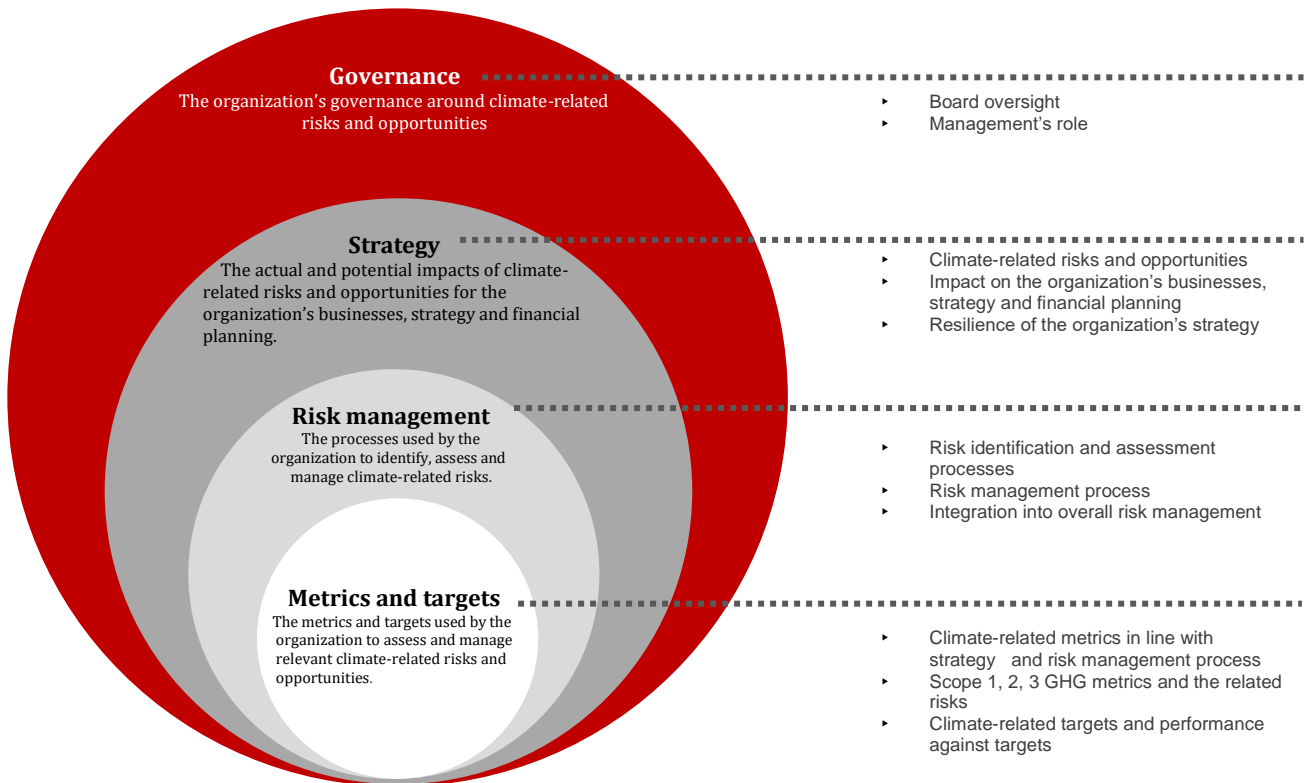 Governance
The organization’s governance around climate-related
risks and opportunities
▸ Board oversight
▸ Management’s role
Strategy
The actual and potential impacts of climate-
related risks and opportunities for the
organization’s businesses, strategy and financial
planning.
▸ Climate-related risks and opportunities
▸ Impact on the organization’s businesses,
strategy and financial planning
▸ Resilience of the organization’s strategy
Risk management
The processes used by the
organization to identify, assess and
manage climate-related risks.
▸ Risk identification and assessment
processes
▸ Risk management process
▸ Integration into overall risk management
Metrics and targets
The metrics and targets used by the
organization to assess and manage
relevant climate-related risks and
opportunities.
▸ Climate-related metrics in line with
strategy and risk management process
▸ Scope 1, 2, 3 GHG metrics and the related
risks
▸ Climate-related targets and performance
against targets